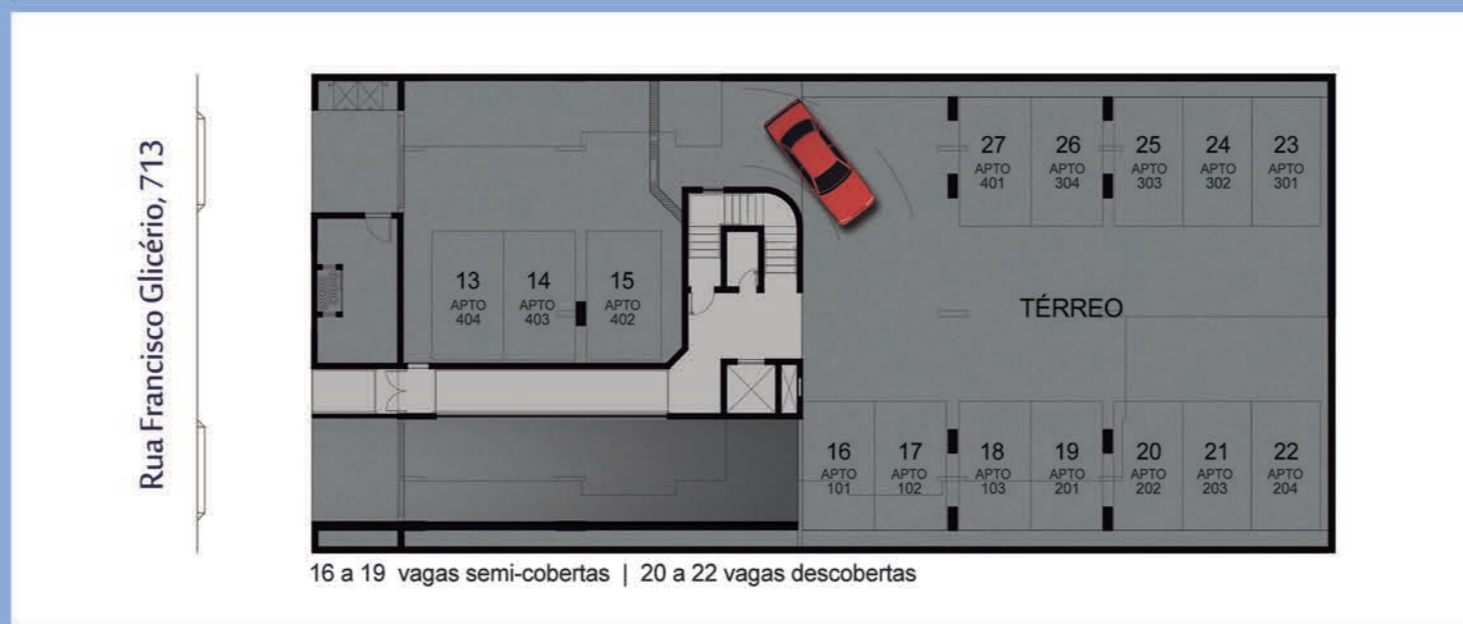 Rua Francisco Glicério, 713
27
APTO
401
26
APTO
304
25
APTO
303
24
APTO
302
23
APTO
301
13
APTO
404
14
APTO
403
15
APTO
402
TÉRREO
16
APTO
101
17
APTO
102
18
APTO
103
19
APTO
201
20
APTO
202
21
APTO
203
22
APTO
204
16 a 19 vagas semi-cobertas | 20 a 22 vagas descobertas